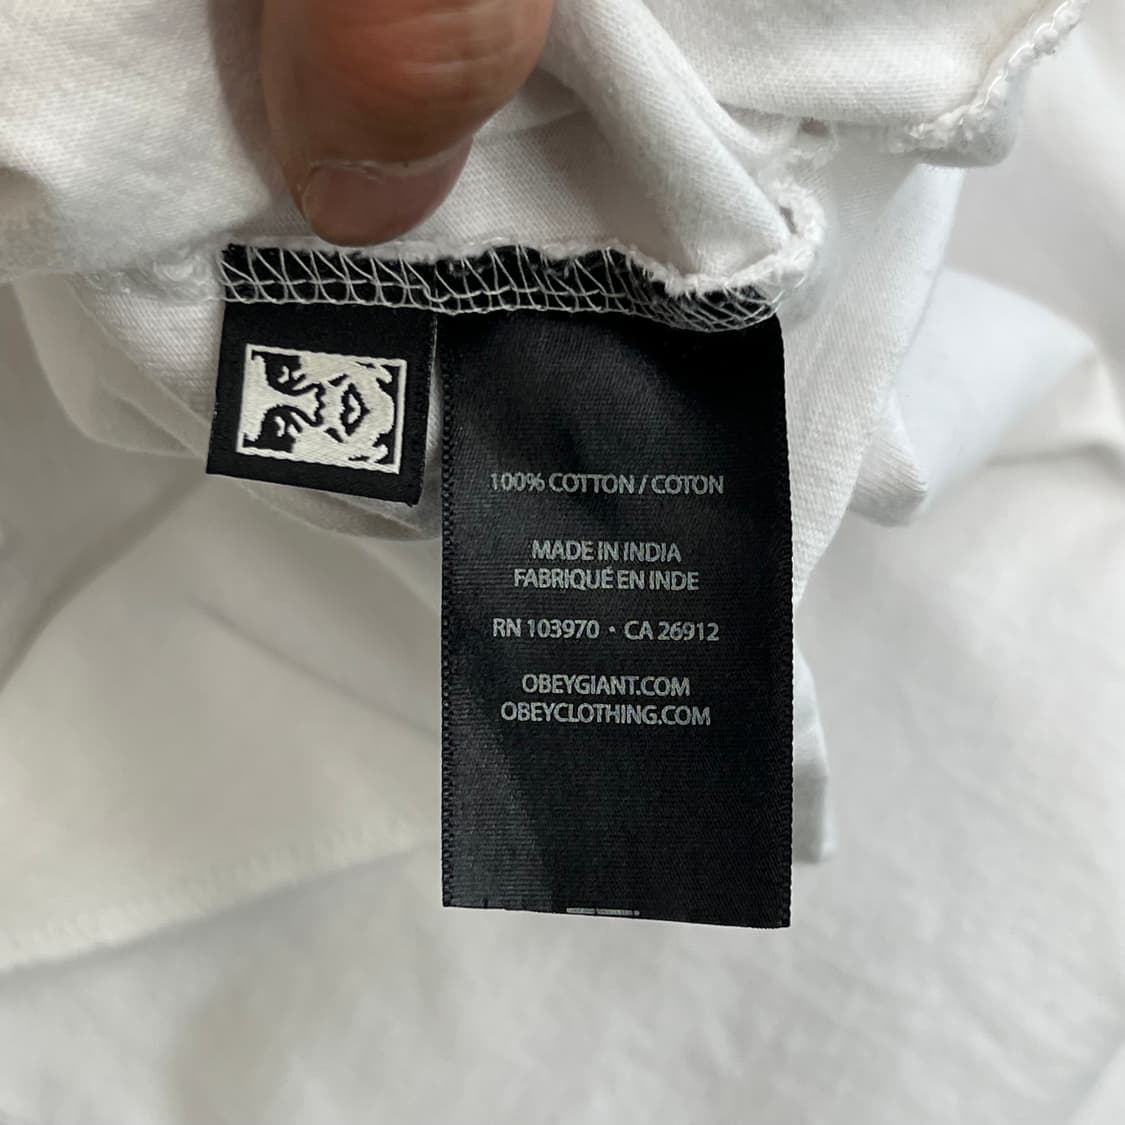 100% COTTON / COTON
MADE IN INDIA
FABRIQUÉ EN INDE
RN 103970 • CA 26912
OBEYGIANT.COM
OBEYCLOTHING.COM